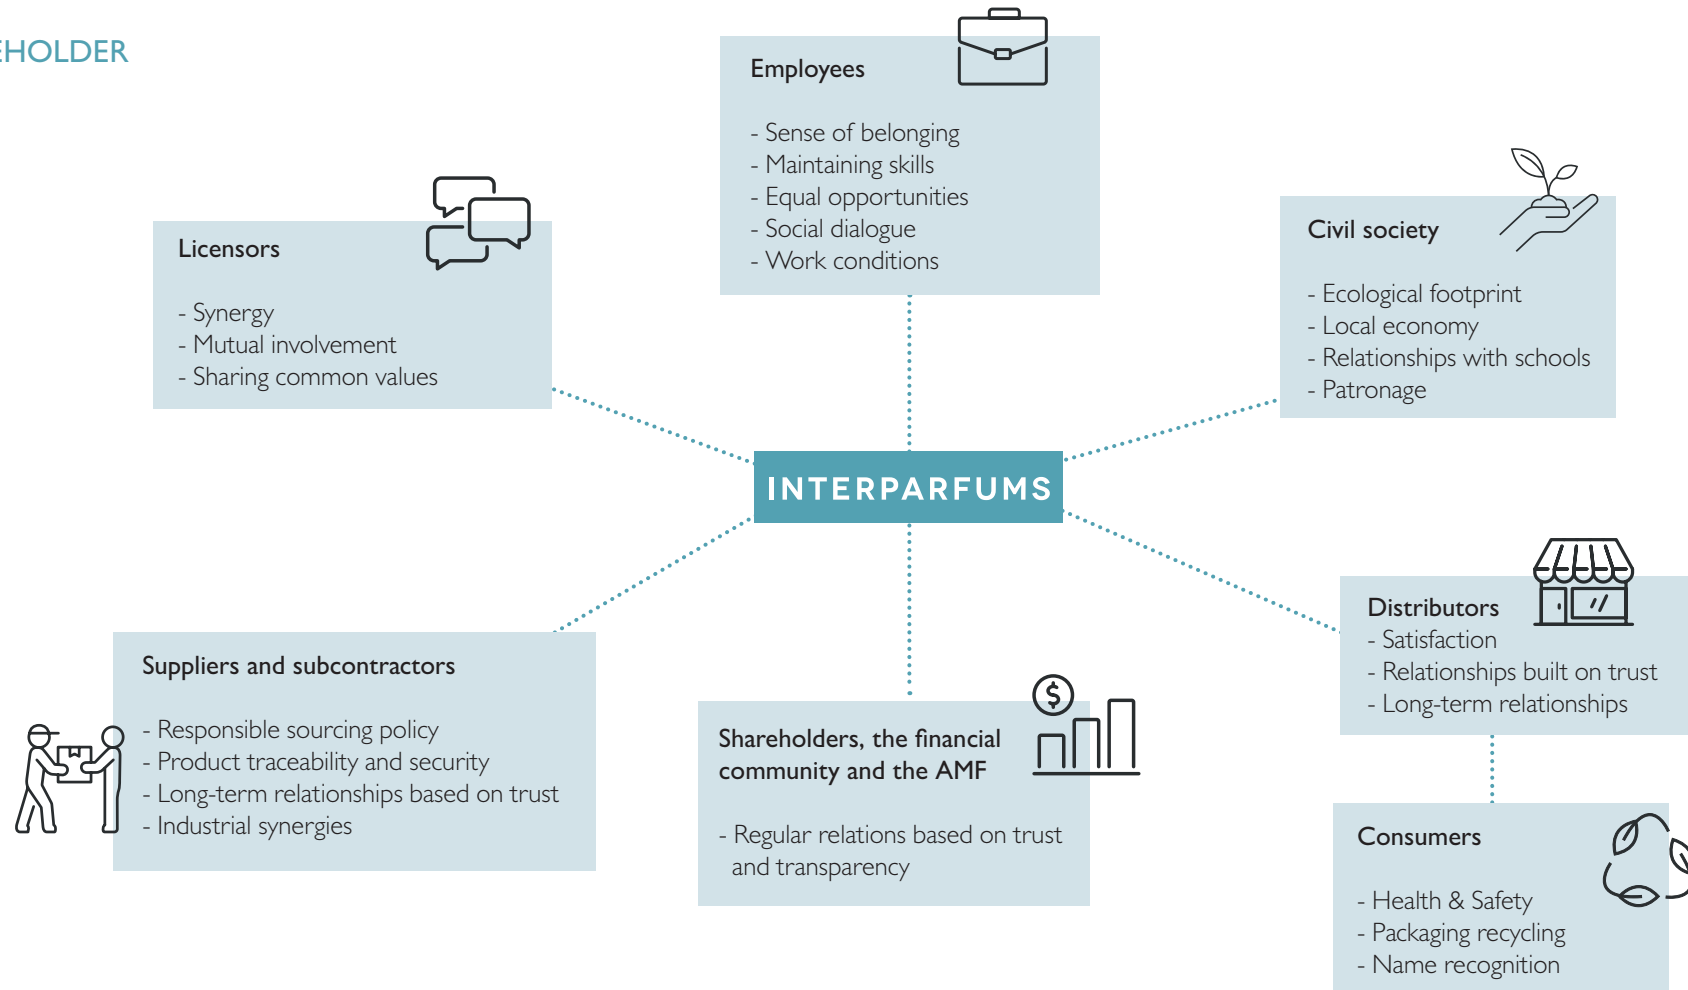 EHOLDER
Employees
- Sense of belonging
- Maintaining skills
- Equal opportunities
- Social dialogue
- Work conditions
Licensors
- Synergy
- Mutual involvement
- Sharing common values
Civil society
- Ecological footprint
- Local economy
- Relationships with schools
- Patronage
INTERPARFUMS
Suppliers and subcontractors
- Responsible sourcing policy
- Product traceability and security
- Long-term relationships based on trust
- Industrial synergies
$
Shareholders, the financial
community and the AMF
- Regular relations based on trust
and transparency
Distributors
- Satisfaction
- Relationships built on trust
- Long-term relationships
Consumers
- Health & Safety
- Packaging recycling
- Name recognition